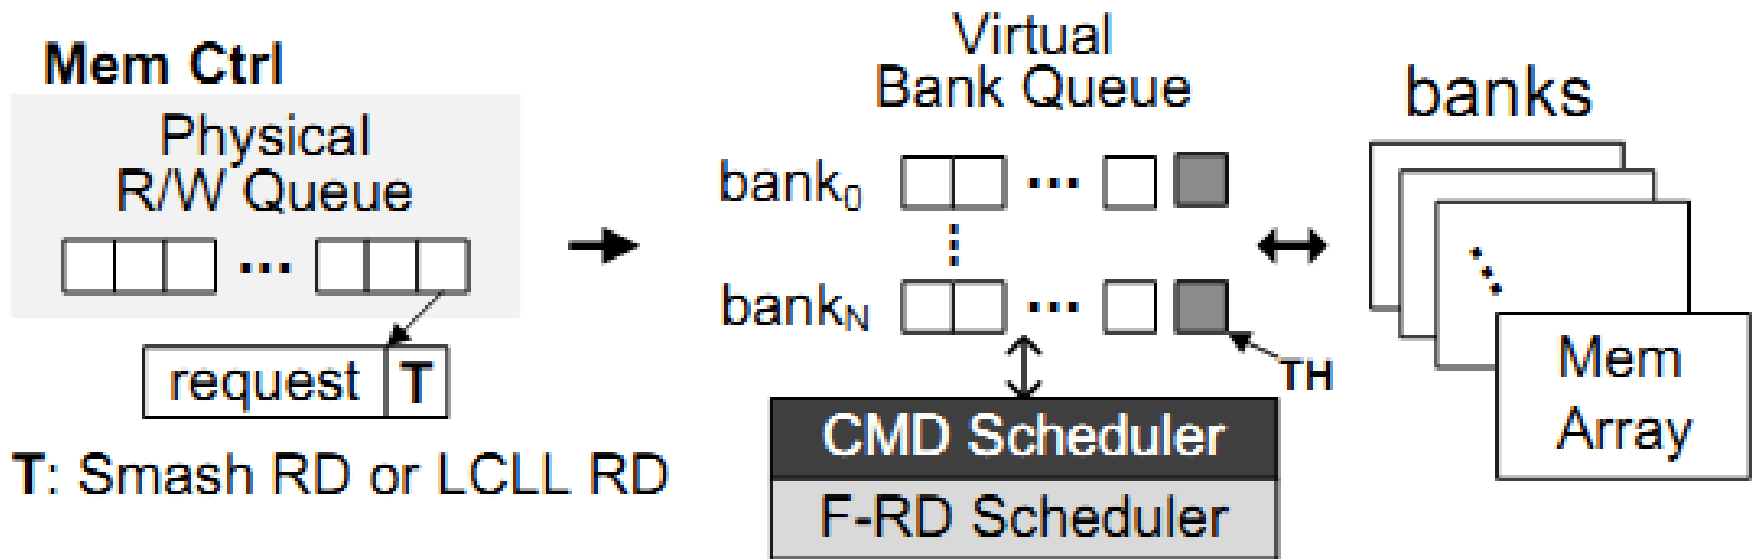 Mem Ctrl
Physical
R/W Queue
...
request T
T: Smash RD or LCLL RD
Virtual
Bank Queue
bank0 ...
bankN ...
TH
CMD Scheduler
F-RD Scheduler
banks
Mem
Array